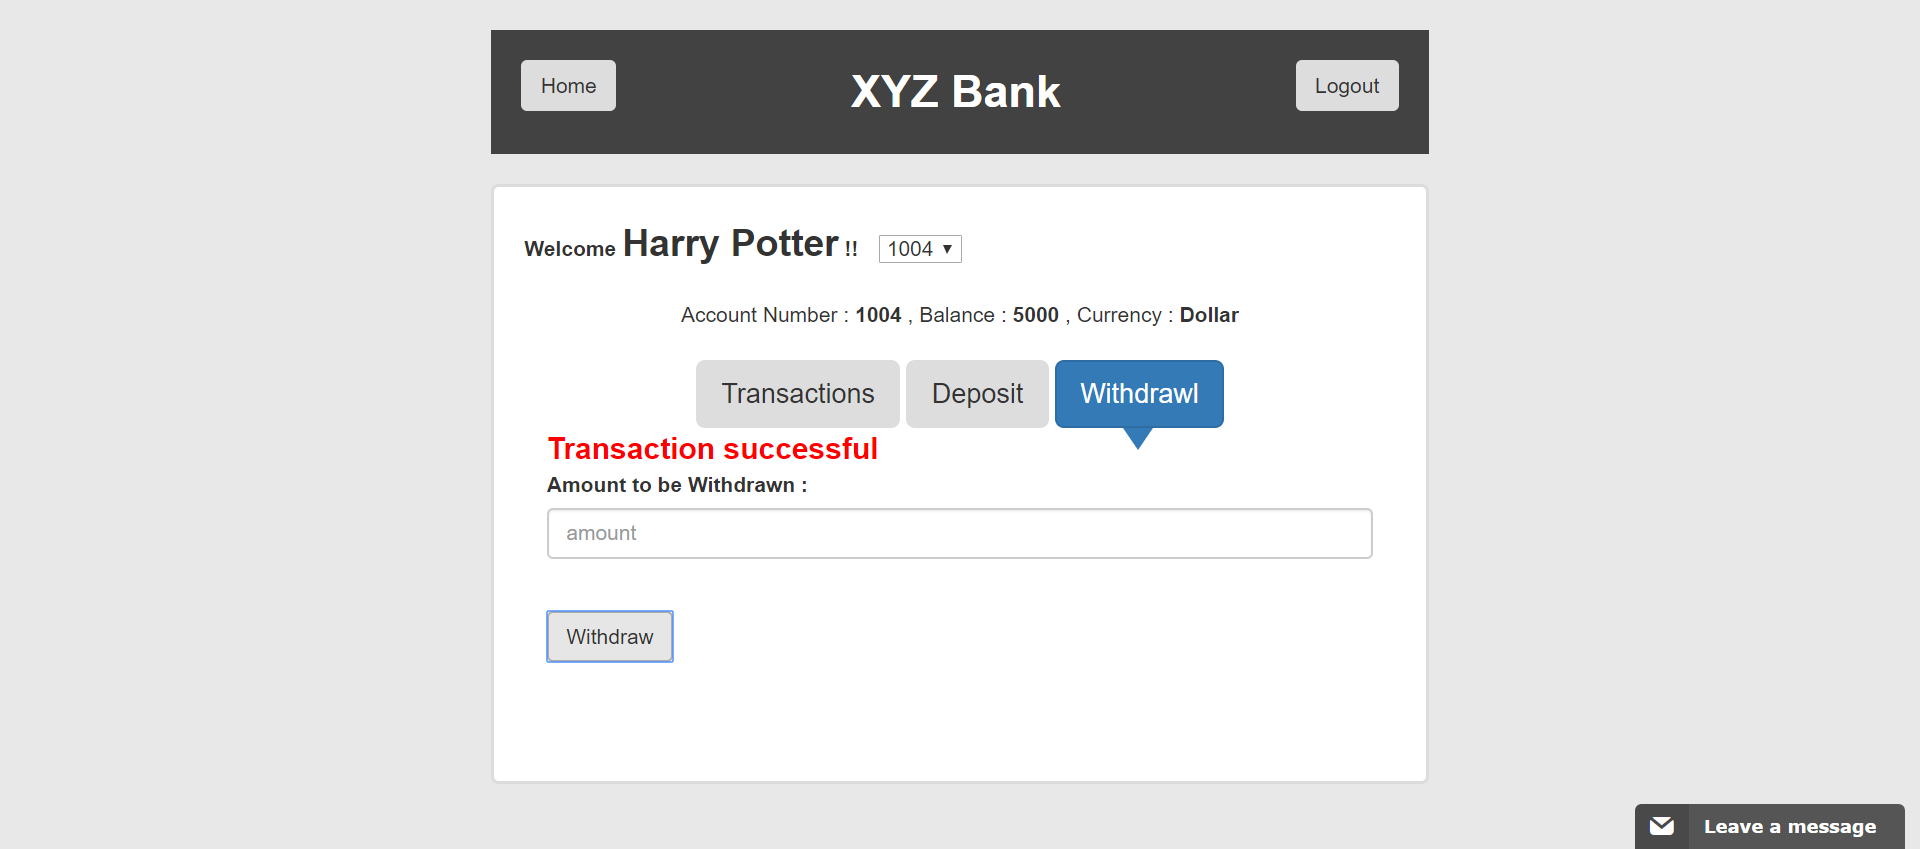 Home
XYZ Bank
Logout
Welcome Harry Potter !! 1004
Account Number : 1004 , Balance : 5000 , Currency : Dollar
Transactions
Deposit
Withdrawl
Transaction successful
Amount to be Withdrawn :
amount
Withdraw
Leave a message